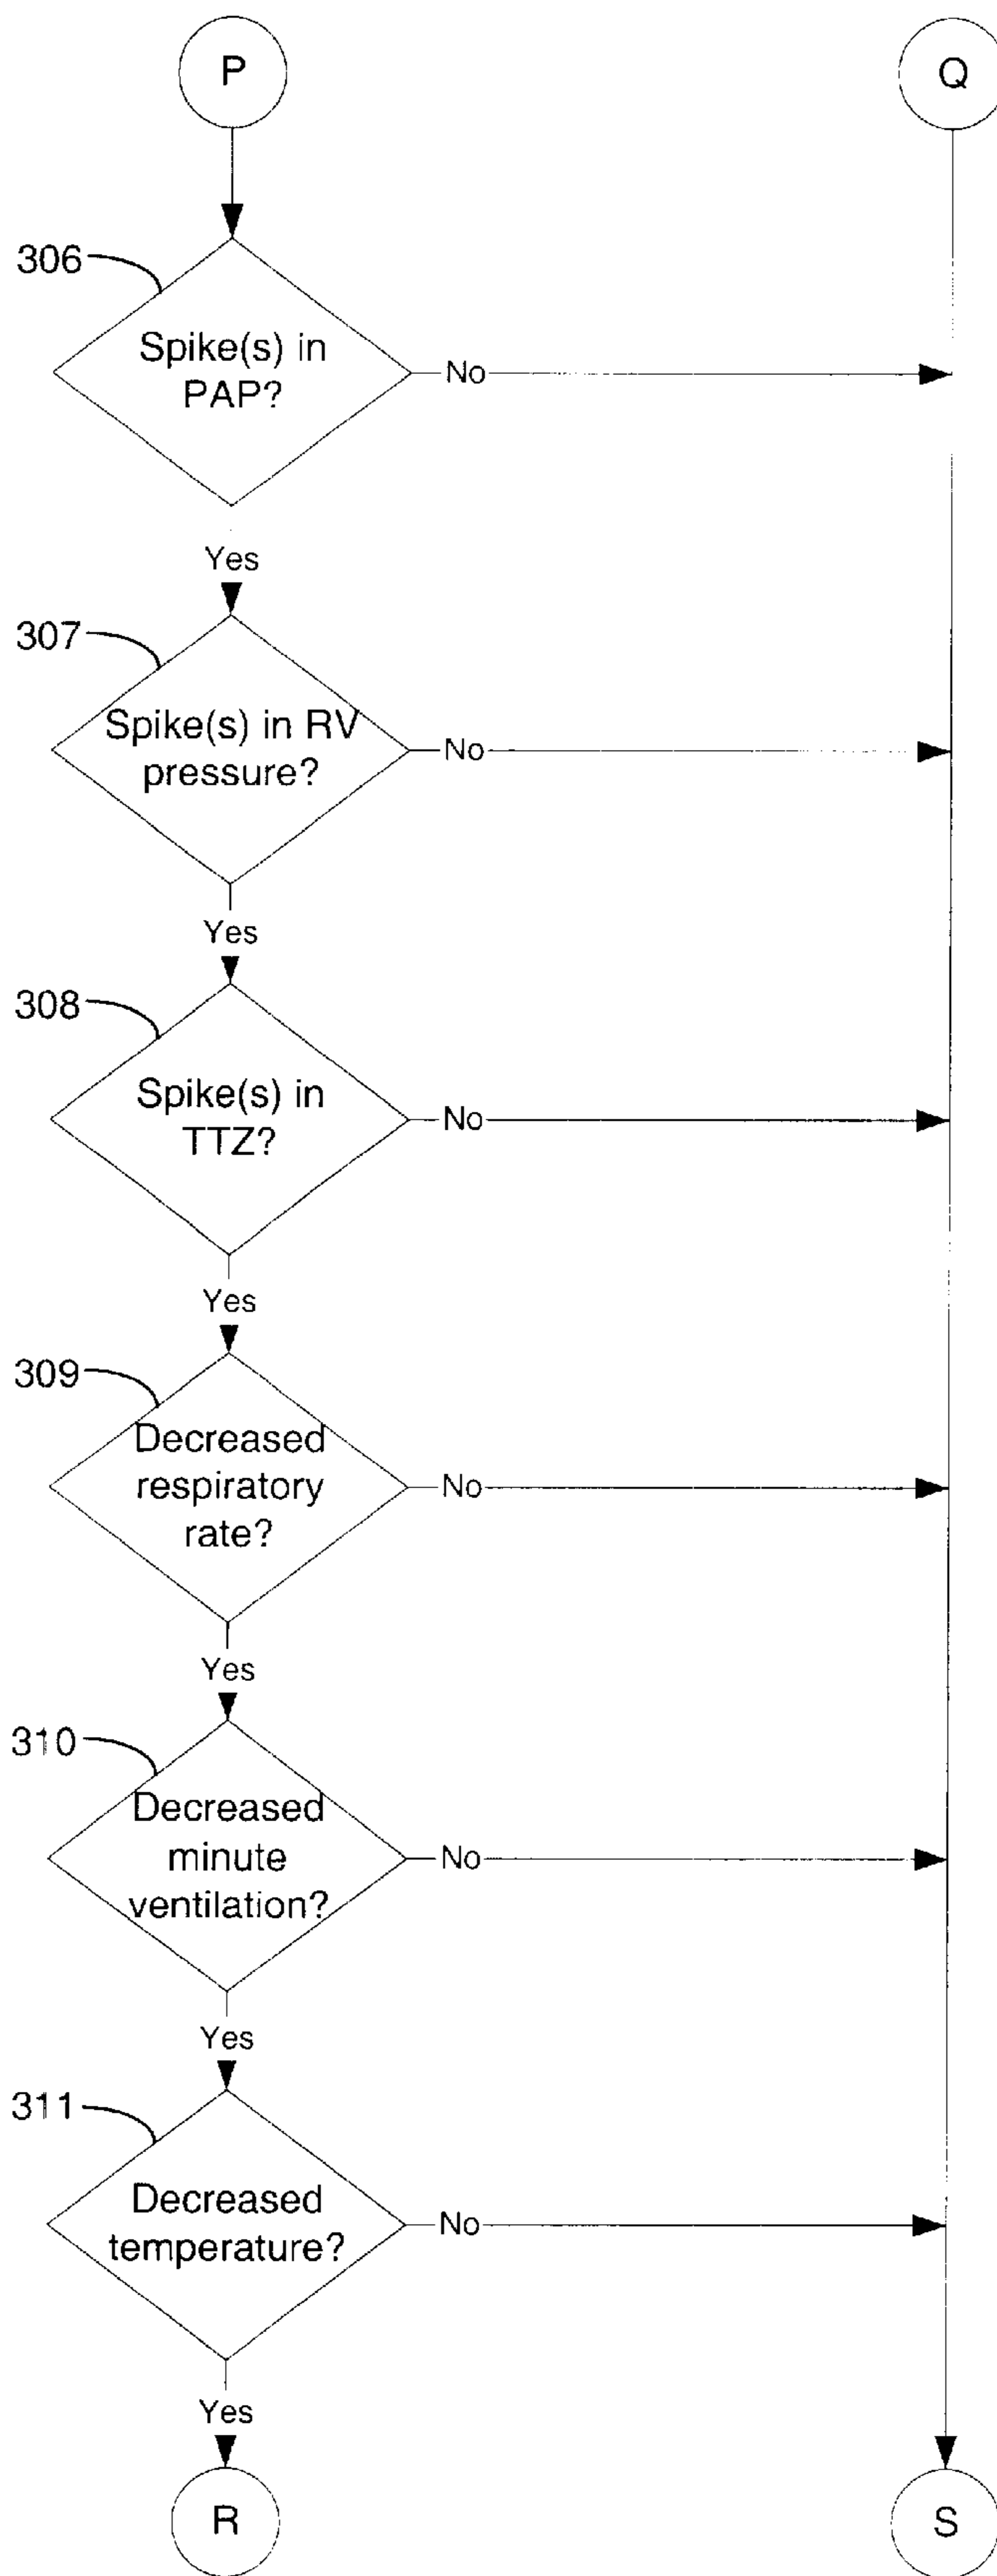 P
Q
306
Spike(s) in
PAP?
No
Yes
307
Spike(s) in RV
pressure?
No
Yes
308
Spike(s) in
TTZ?
No
Yes
309
Decreased
respiratory
rate?
No
Yes
310
Decreased
minute
ventilation?
No
Yes
311
Decreased
temperature?
No
Yes
R
S